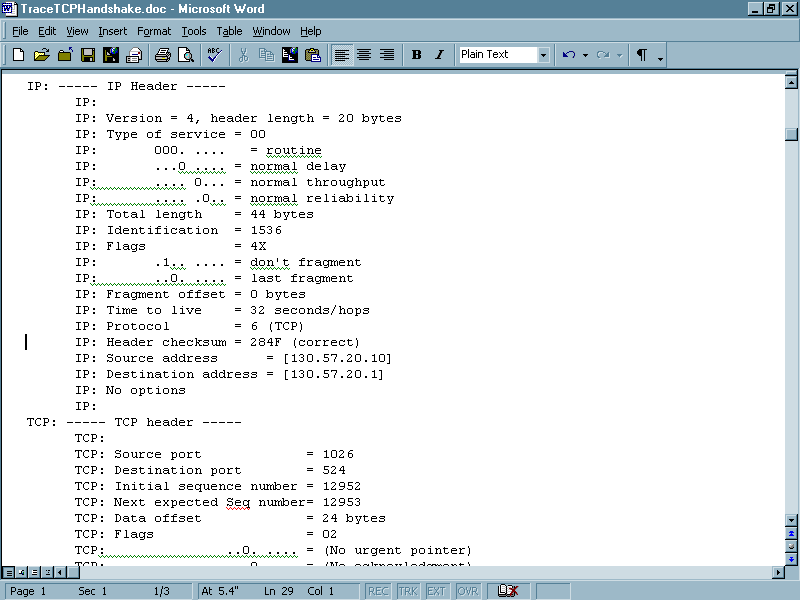 TraceTCPHandshake.doc - Microsoft Word
File Edit View Insert Format Tools Table Window Help
ABC B I Plain Text ¶
IP: ----- IP Header -----
IP:
IP: Version = 4, header length = 20 bytes
IP: Type of service = 00
IP: 000. .... = routine
IP: ...0 .... = normal delay
IP: .... 0... = normal throughput
IP: .... .0.. = normal reliability
IP: Total length = 44 bytes
IP: Identification = 1536
IP: Flags = 4X
IP: .1.. .... = don't fragment
IP: ..0. .... = last fragment
IP: Fragment offset = 0 bytes
IP: Time to live = 32 seconds/hops
IP: Protocol = 6 (TCP)
IP: Header checksum = 284F (correct)
IP: Source address = [130.57.20.10]
IP: Destination address = [130.57.20.1]
IP: No options
IP:
TCP: ----- TCP header -----
TCP:
TCP: Source port = 1026
TCP: Destination port = 524
TCP: Initial sequence number = 12952
TCP: Next expected Seq number= 12953
TCP: Data offset = 24 bytes
TCP: Flags = 02
TCP: ..0. .... = (No urgent pointer)
TCP: ...0 .... = (No acknowledgment)
Page 1 Sec 1 1/3 At 5.4" Ln 29 Col 1 REC TRK EXT OVR